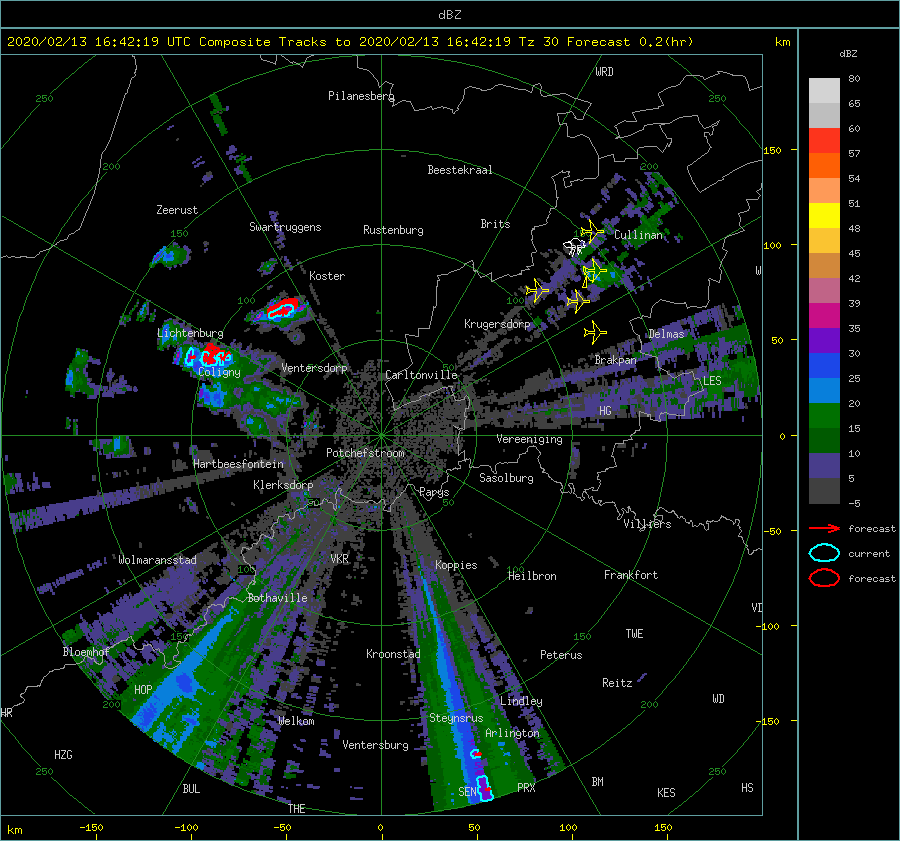 dBZ
2020/02/13 16:42:19 UTC Composite Tracks to 2020/02/13 16:42:19 Tz 30 Forecast 0.2(hr)
km
dBZ
WRD
250
Pilanesberg
250
80
65
60
150
200
Beestekraal
200
57
54
Zeerust
51
150
Swartruggens
Rustenburg
Brits
Cullinan
48
100
45
W
Koster
42
100
100
39
Lichtenburg
Krugersdorp
Delmas
36
50
30
Coligny
Ventersdorp
Carltonville
50
Brakpan
LES
25
20
HG
15
Vereeniging
0
10
Potchefstroom
Hartbeesfontein
5
Klerksdorp
Parys
Sasolburg
50
-5
Villiers
forecast
-50
current
Wolmaransstad
VKR
Koppies
100
100
Heilbron
Frankfort
forecast
Bothaville
VD
-100
150
150
TWE
Bloemhof
Kroonstad
Peterus
HOP
Reitz
200
Lindley
200
WD
HR
Welkom
Steynsrus
-150
Arlington
HZG
Ventersburg
250
250
BUL
SEN
PRX
BM
KES
HS
THE
km
-150
-100
-50
0
50
100
150